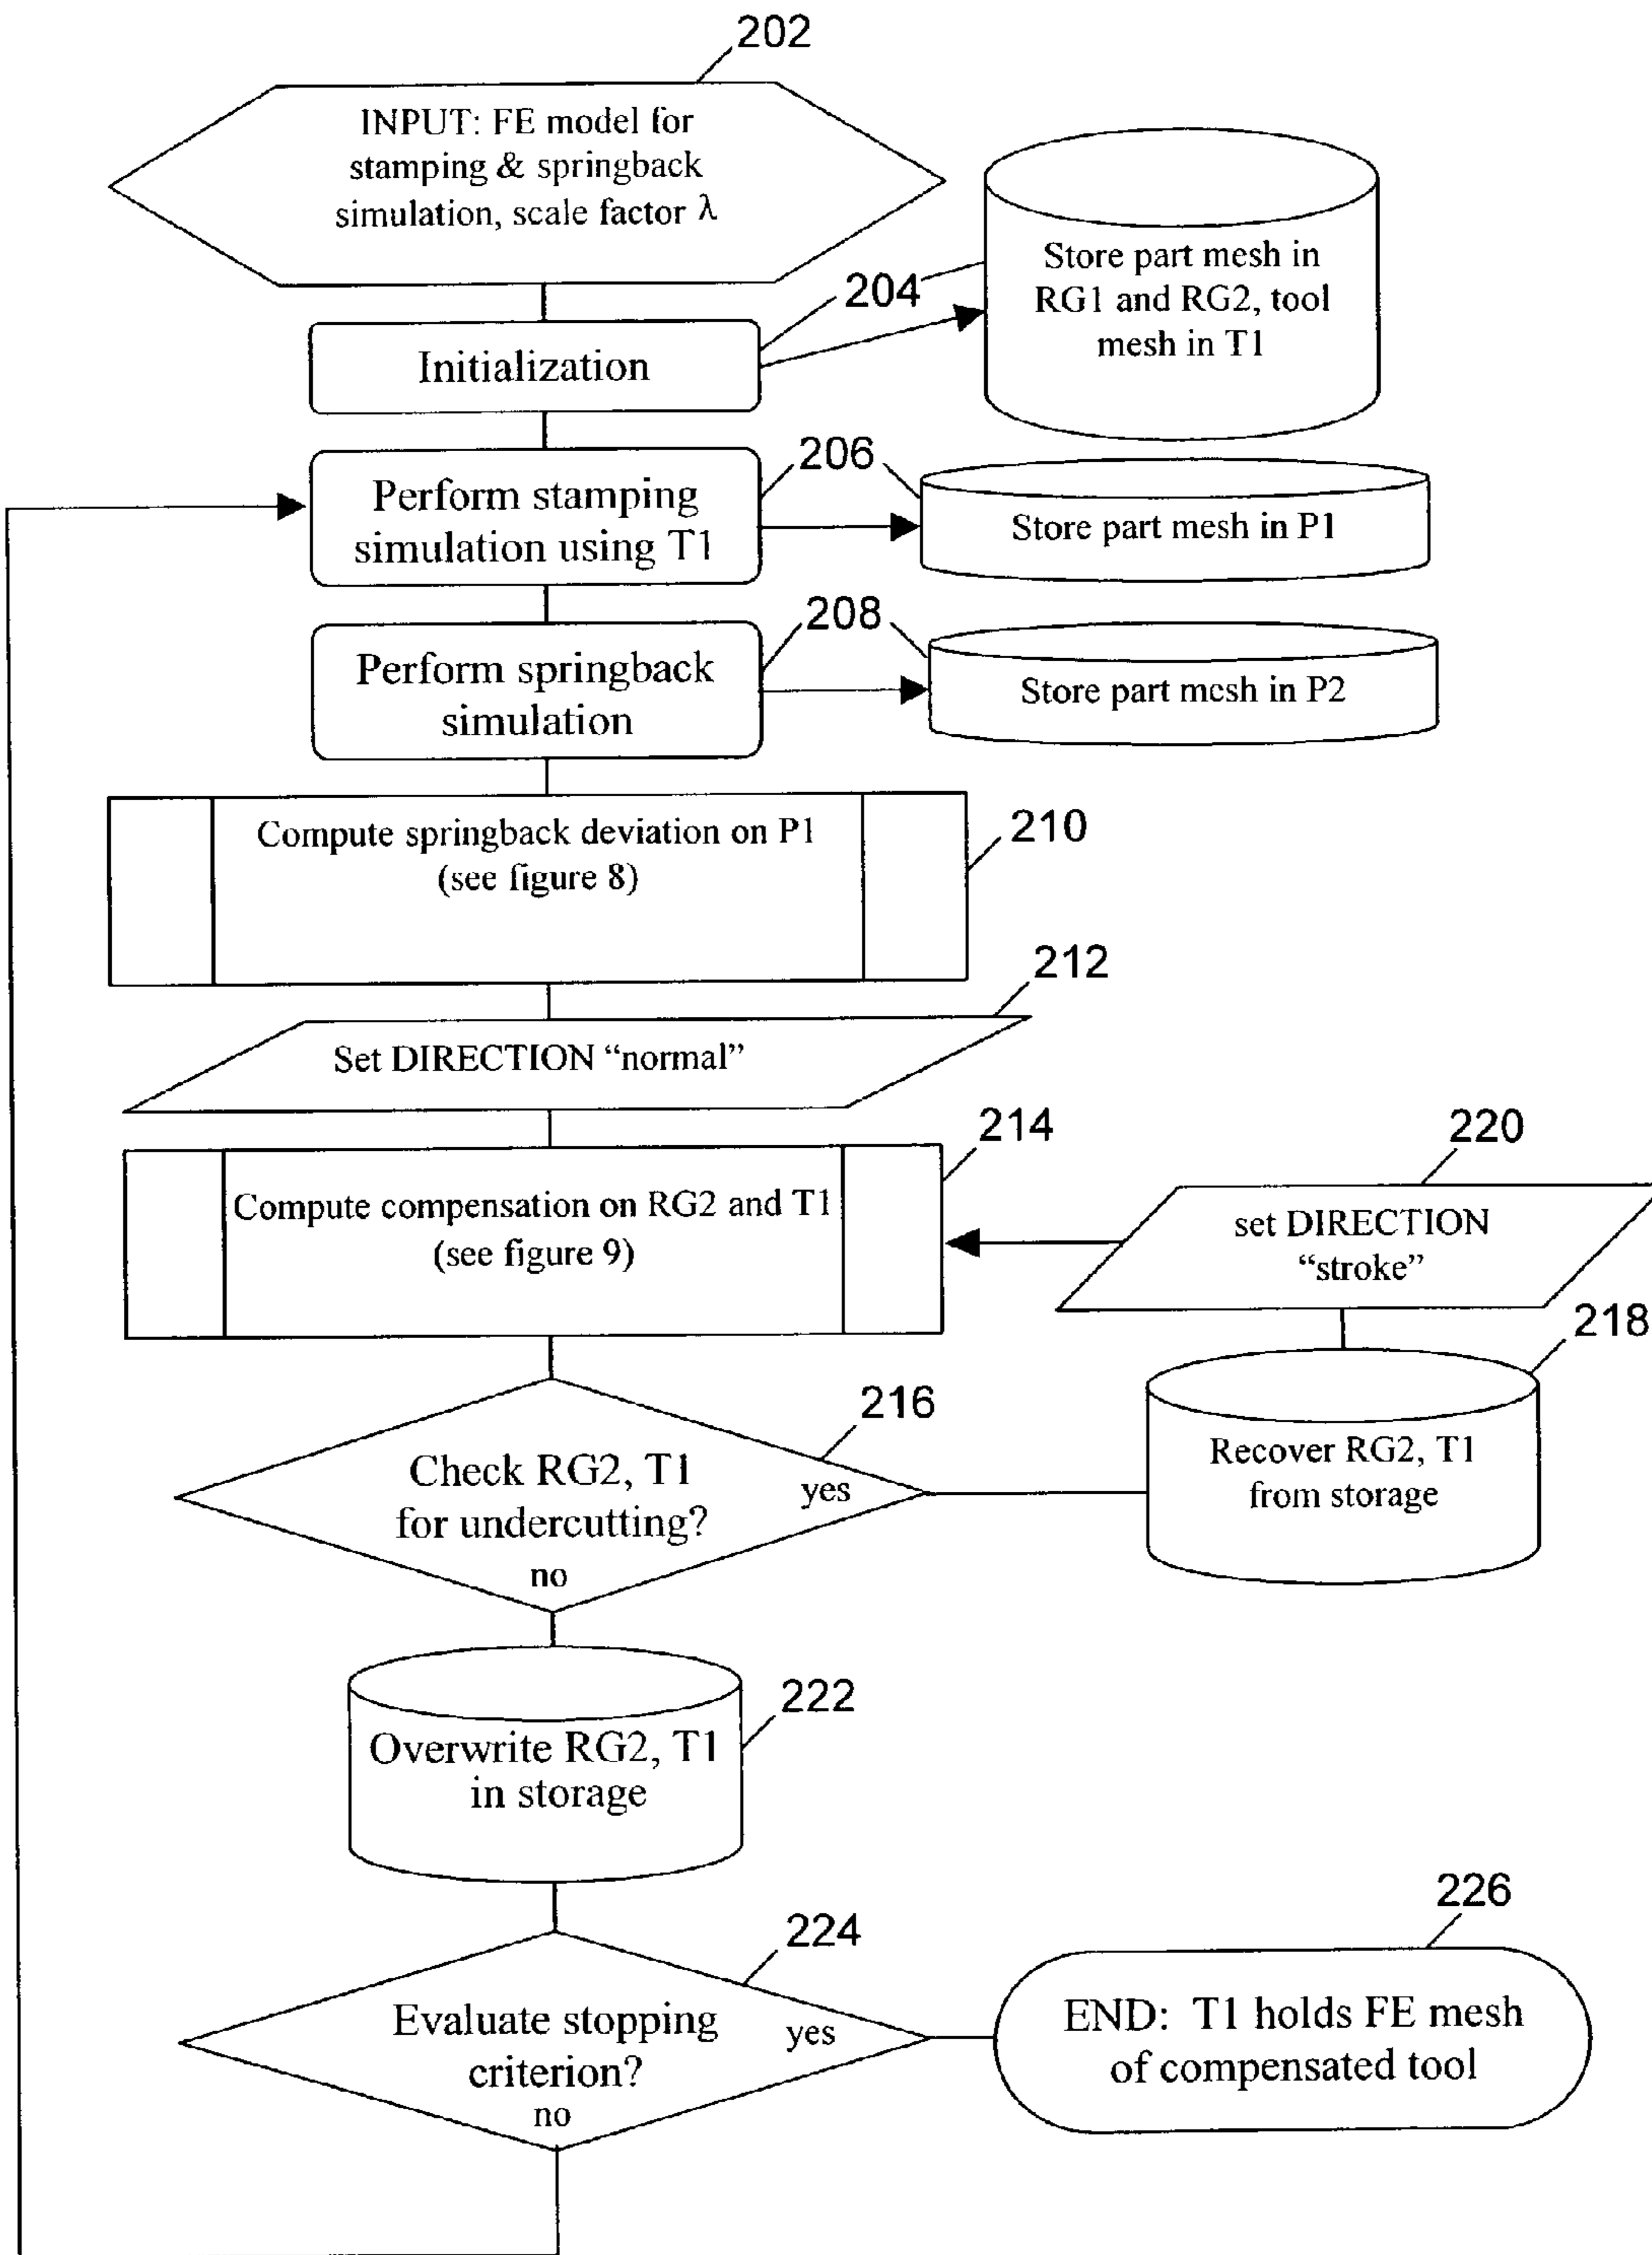 202
INPUT: FE model for
stamping & springback
simulation, scale factor λ
204
Store part mesh in
RG1 and RG2, tool
mesh in T1
Initialization
206
Perform stamping
simulation using T1
Store part mesh in P1
208
Perform springback
simulation
Store part mesh in P2
210
Compute springback deviation on P1
(see figure 8)
212
Set DIRECTION “normal”
214
Compute compensation on RG2 and T1
(see figure 9)
220
set DIRECTION
“stroke”
218
Recover RG2, T1
from storage
216
Check RG2, T1
for undercutting?
yes
no
222
Overwrite RG2, T1
in storage
224
Evaluate stopping
criterion?
yes
no
226
END: T1 holds FE mesh
of compensated tool